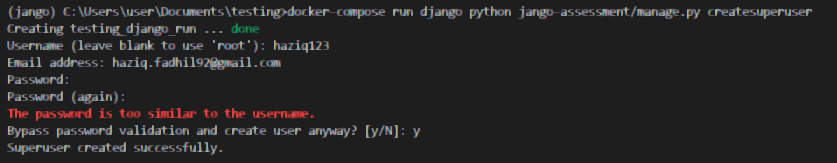 (jango) C:\Users\user\Documents\testing>docker-compose run django python jango-assessment/manage.py createsuperuser
Creating testing_django_run ... done
Username (leave blank to use 'root'): haziq123
Email address: haziq.fadhil92@gmail.com
Password:
Password (again):
The password is too similar to the username.
Bypass password validation and create user anyway? [y/N]: y
Superuser created successfully.